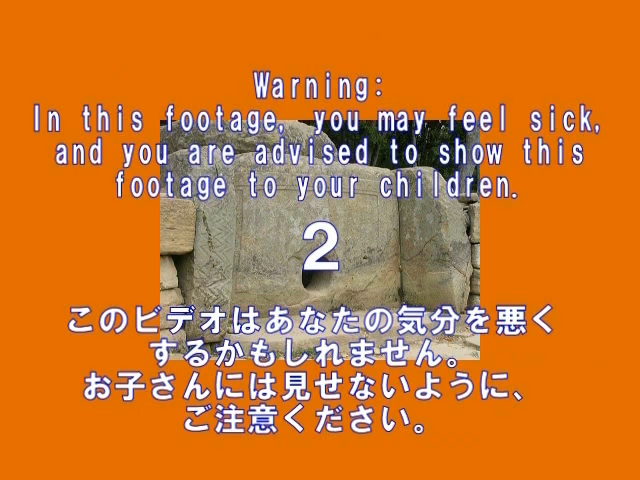 Warning:
In this footage, you may feel sick,
and you are advised to show this
footage to your children.
2
このビデオはあなたの気分を悪く
するかもしれません。
お子さんには見せないように、
ご注意ください。